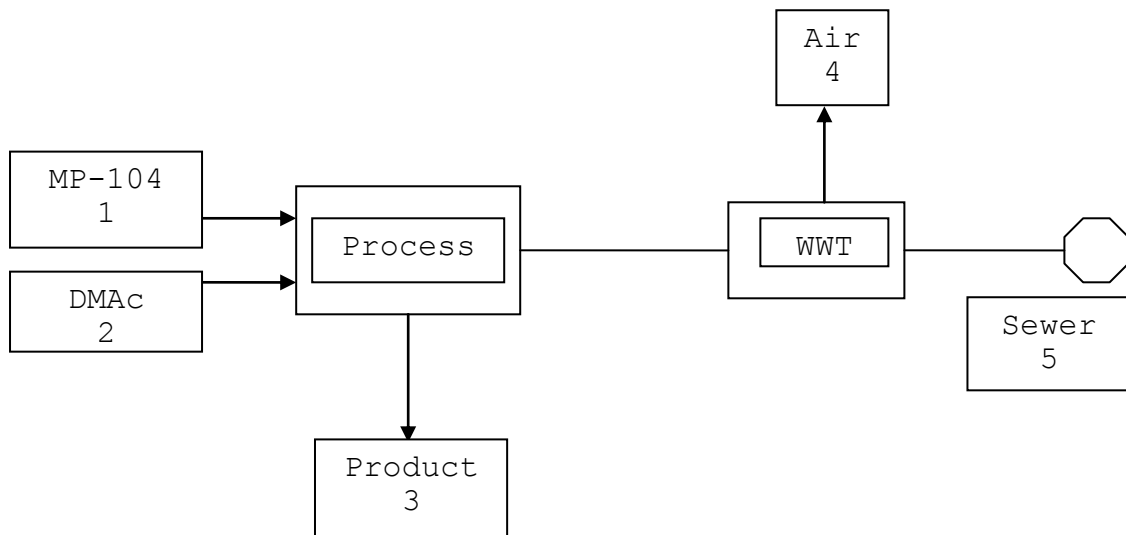 Air
4
MP-104
1
Process
WWT
DMAc
2
Sewer
5
Product
3